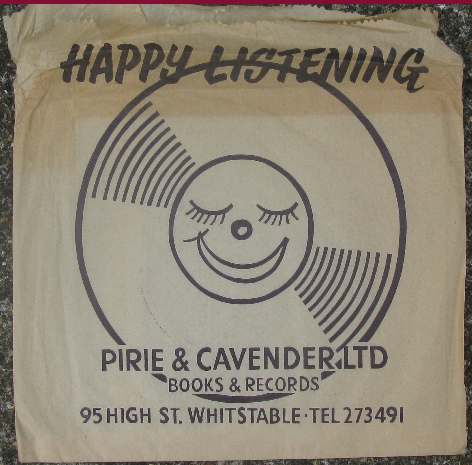 HAPPY LISTENING
PIRIE & CAVENDER LTD
BOOKS & RECORDS
95 HIGH ST. WHITSTABLE · TEL 273491